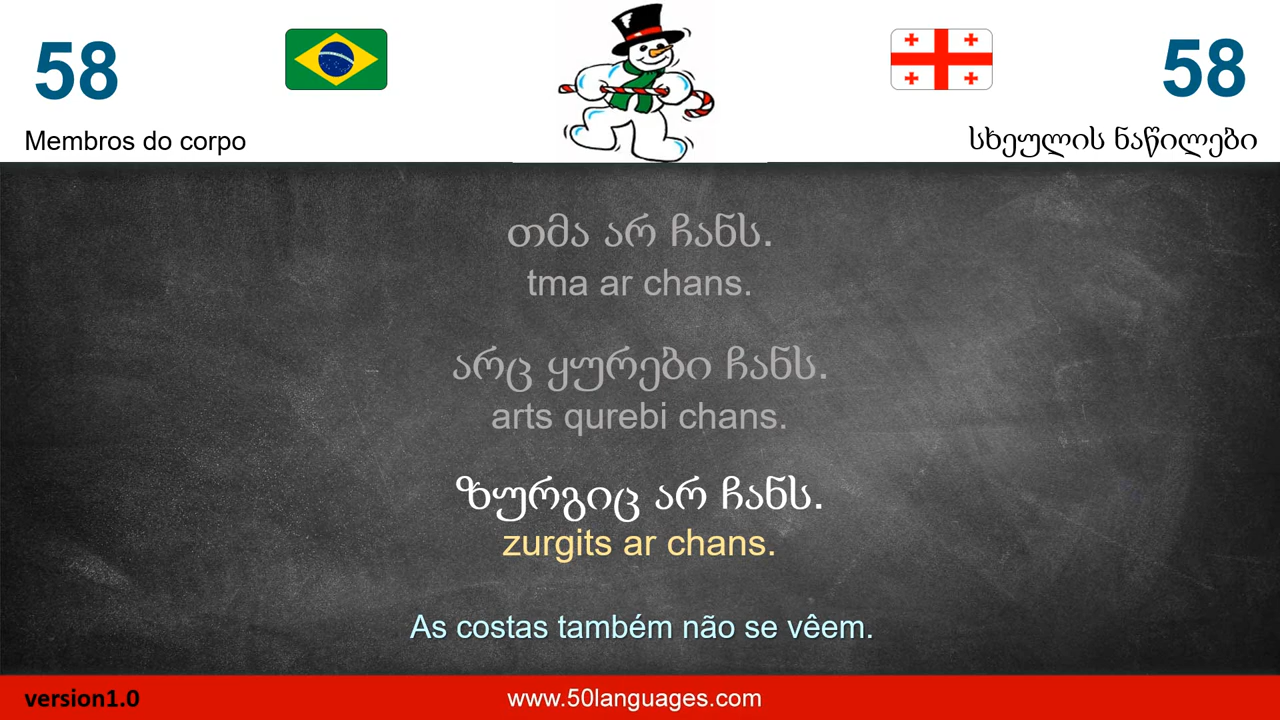 58
58
Membros do corpo
სხეულის ნაწილები
თმა არ ჩანს.
tma ar chans.
არც ყურები ჩანს.
arts qurebi chans.
ზურგიც არ ჩანს.
zurgits ar chans.
As costas também não se vêem.
version1.0
www.50languages.com